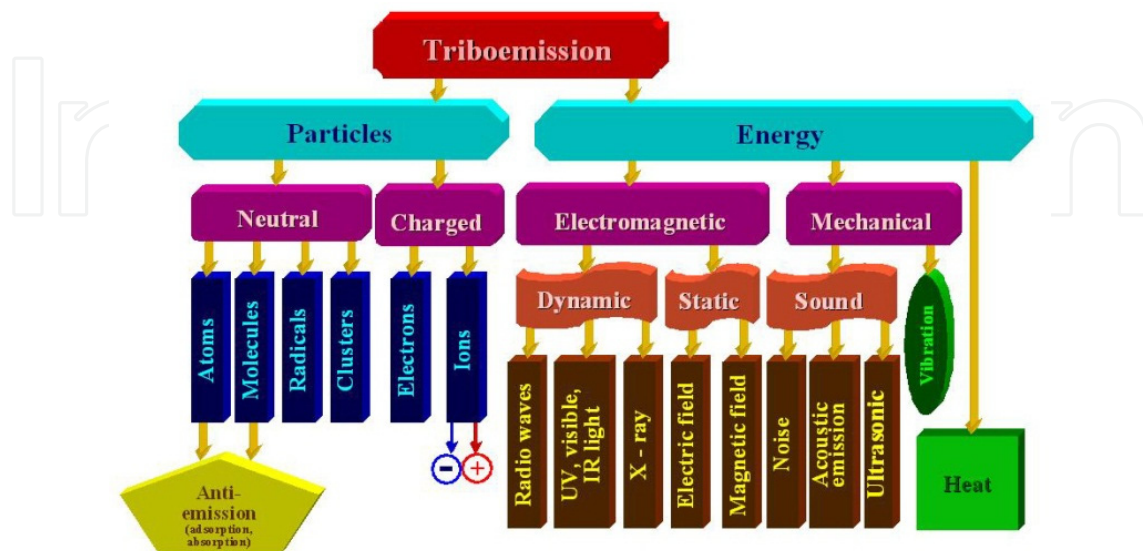 Triboemission
Particles
Energy
Neutral
Charged
Electromagnetic
Mechanical
Dynamic
Static
Sound
Vibration
Atoms
Molecules
Radicals
Clusters
Electrons
Ions
Radio waves
UV, visible,
IR light
X - ray
Electric field
Magnetic field
Noise
Acoustic
emission
Ultrasonic
Heat
−
+
Anti-
emission
(adsorption,
absorption)